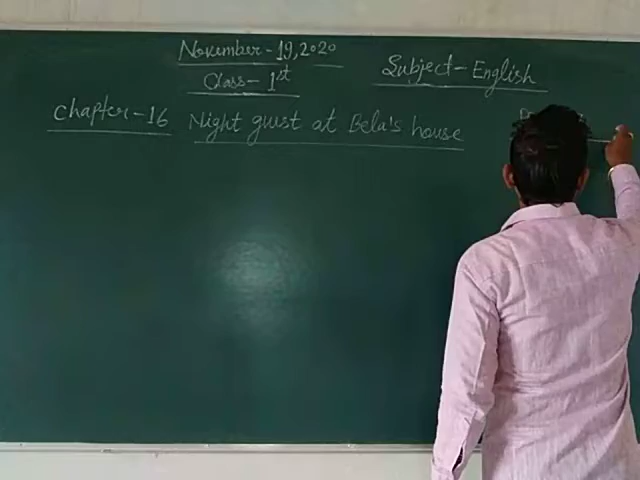 November-19,2020
Class-1st
Subject-English
Chapter-16 Night guest at Bela's house